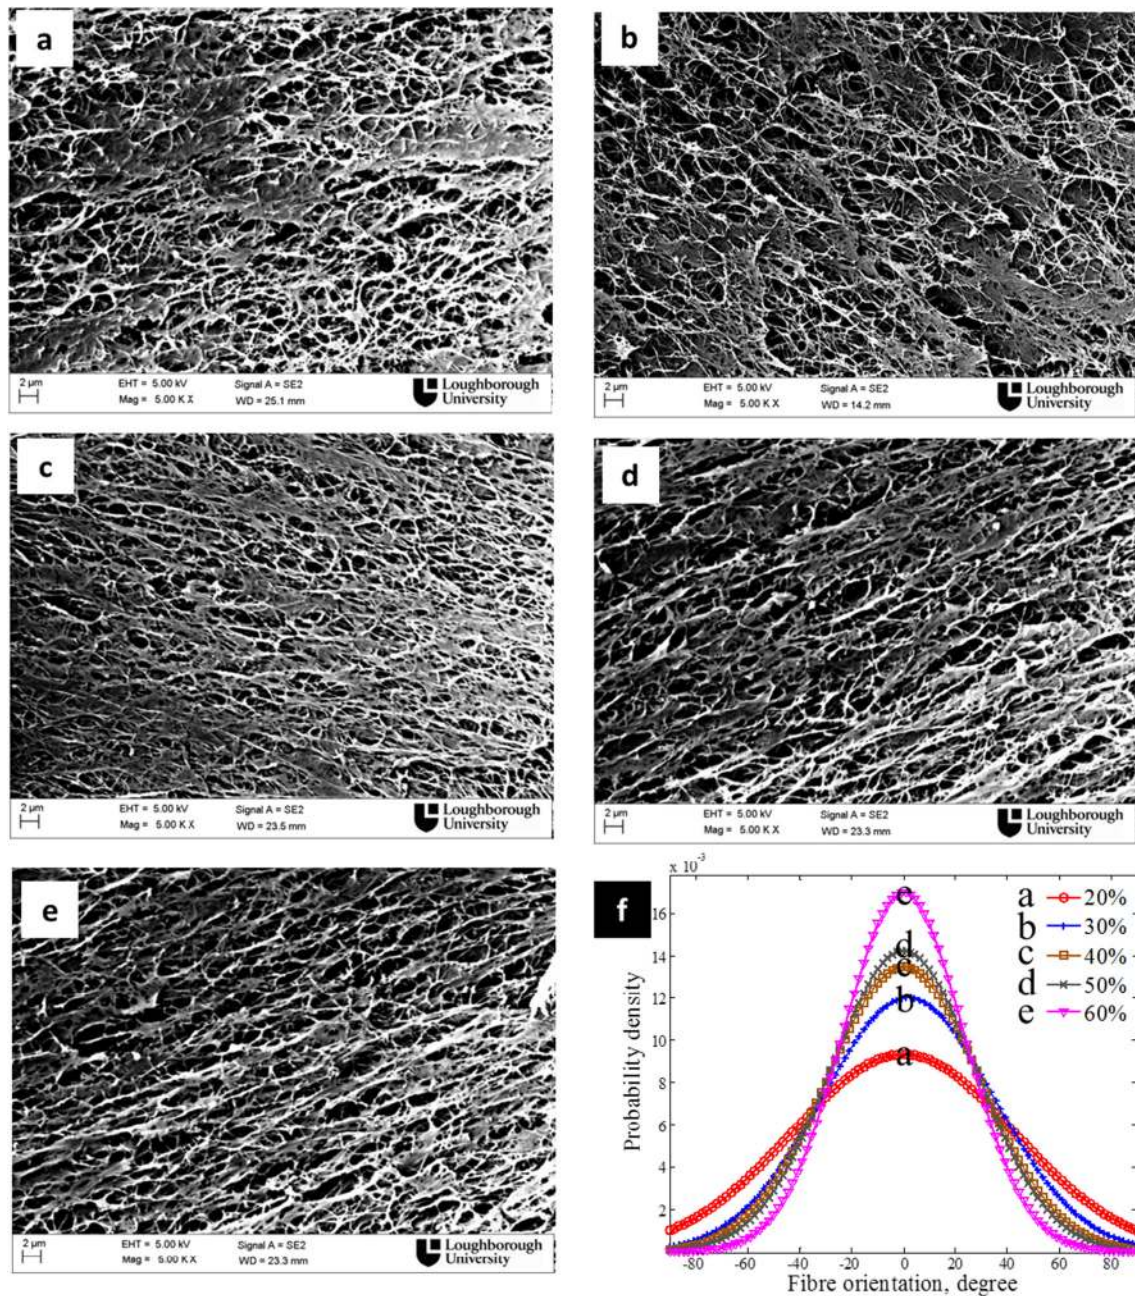 a
2 µm
EHT = 5.00 kV
Signal A = SE2
Mag = 5.00 K X
WD = 25.1 mm
Loughborough
University
b
2 µm
EHT = 5.00 kV
Signal A = SE2
Mag = 5.00 K X
WD = 14.2 mm
Loughborough
University
c
2 µm
EHT = 5.00 kV
Signal A = SE2
Mag = 5.00 K X
WD = 23.5 mm
Loughborough
University
d
2 µm
EHT = 5.00 kV
Signal A = SE2
Mag = 5.00 K X
WD = 23.3 mm
Loughborough
University
e
2 µm
EHT = 5.00 kV
Signal A = SE2
Mag = 5.00 K X
WD = 23.3 mm
Loughborough
University
f
x 10⁻³
16
14
12
10
8
6
4
2
Probability density
e
d
c
b
a
a 20%
b 30%
c 40%
d 50%
e 60%
-80 -60 -40 -20 0 20 40 60 80
Fibre orientation, degree